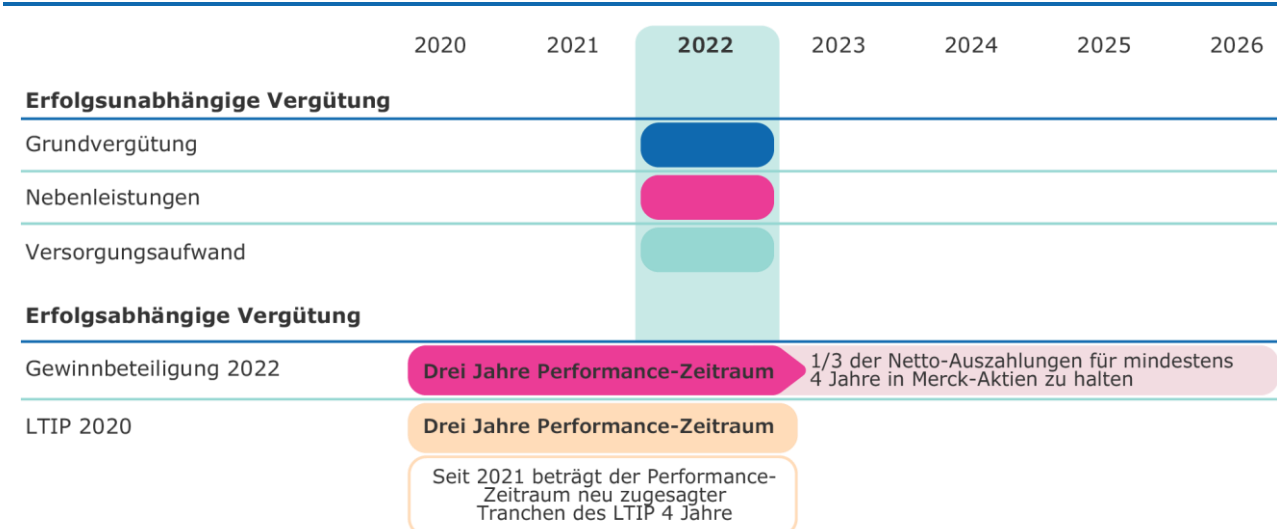 2020 2021 2022 2023 2024 2025 2026
Erfolgsunabhängige Vergütung
Grundvergütung
Nebenleistungen
Versorgungsaufwand
Erfolgsabhängige Vergütung
Gewinnbeteiligung 2022
Drei Jahre Performance-Zeitraum
1/3 der Netto-Auszahlungen für mindestens
4 Jahre in Merck-Aktien zu halten
LTIP 2020
Drei Jahre Performance-Zeitraum
Seit 2021 beträgt der Performance-
Zeitraum neu zugesagter
Tranchen des LTIP 4 Jahre